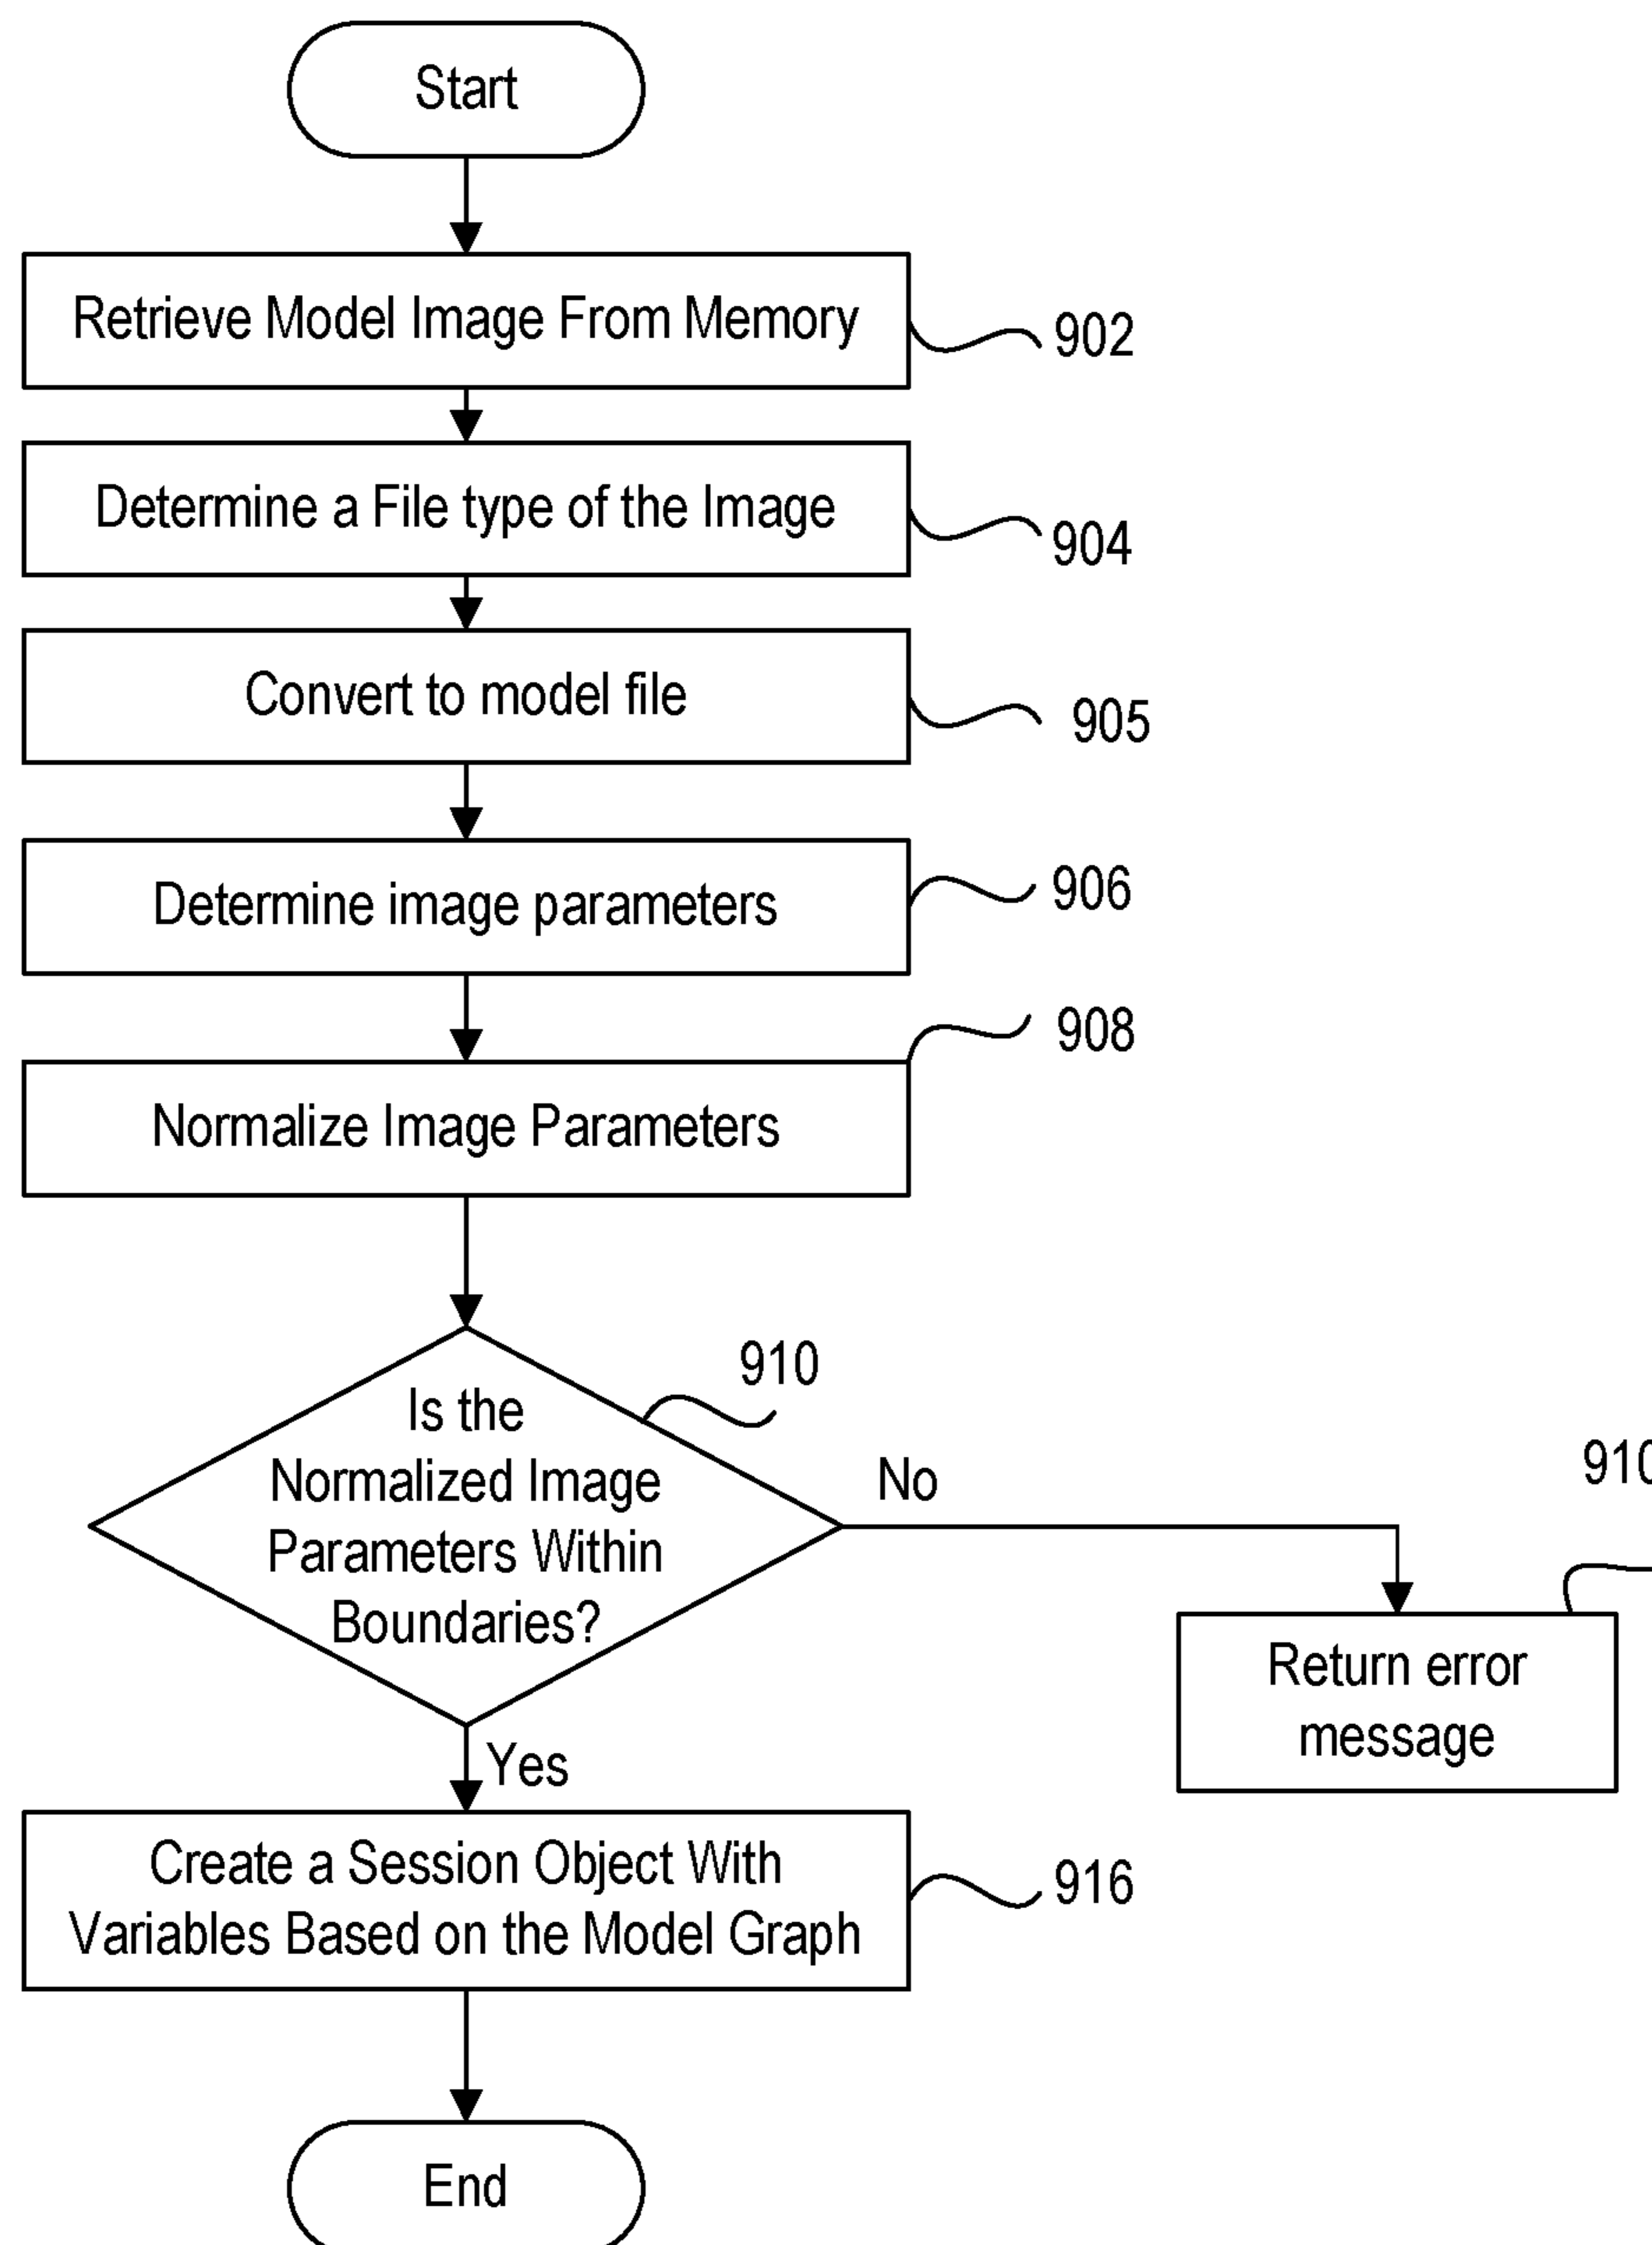 Start
Retrieve Model Image From Memory
902
Determine a File type of the Image
904
Convert to model file
905
Determine image parameters
906
908
Normalize Image Parameters
910
Is the
Normalized Image
Parameters Within
Boundaries?
No
910
Return error
message
Yes
Create a Session Object With
Variables Based on the Model Graph
916
End